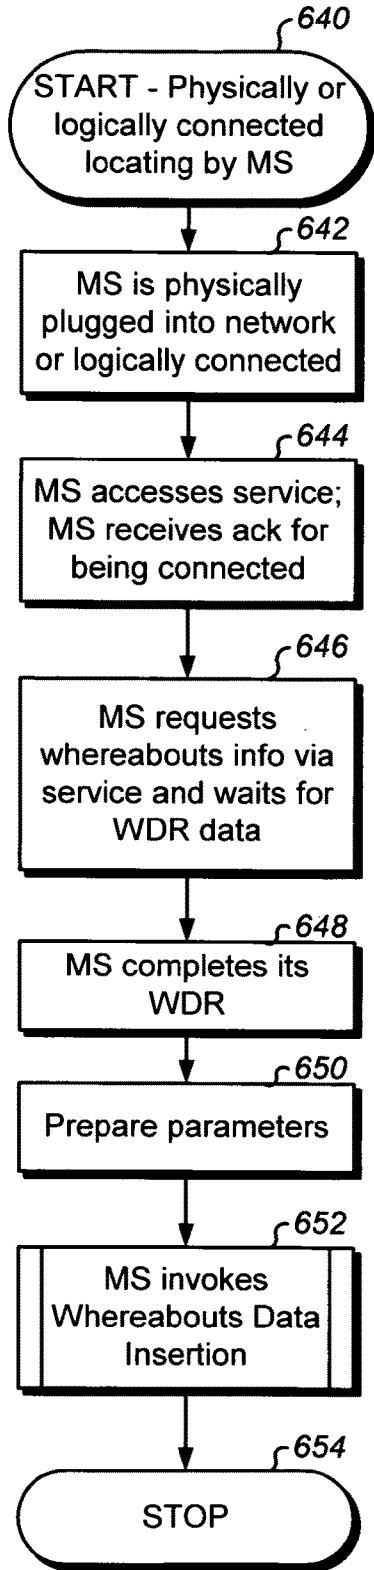 640
START - Physically or
logically connected
locating by MS
642
MS is physically
plugged into network
or logically connected
644
MS accesses service;
MS receives ack for
being connected
646
MS requests
whereabouts info via
service and waits for
WDR data
648
MS completes its
WDR
650
Prepare parameters
652
MS invokes
Whereabouts Data
Insertion
654
STOP